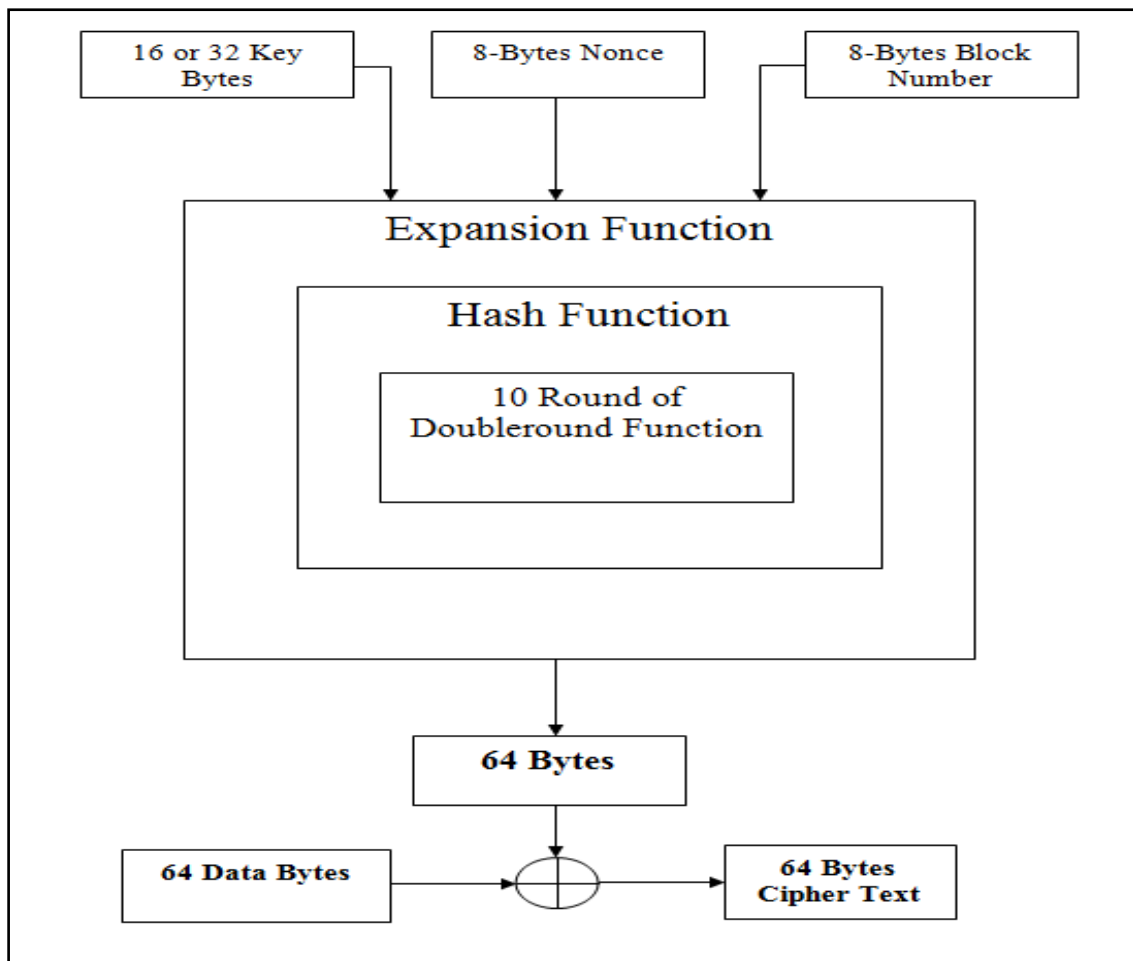 16 or 32 Key
Bytes
8-Bytes Nonce
8-Bytes Block
Number
Expansion Function
Hash Function
10 Round of
Doubleround Function
64 Bytes
64 Data Bytes
64 Bytes
Cipher Text